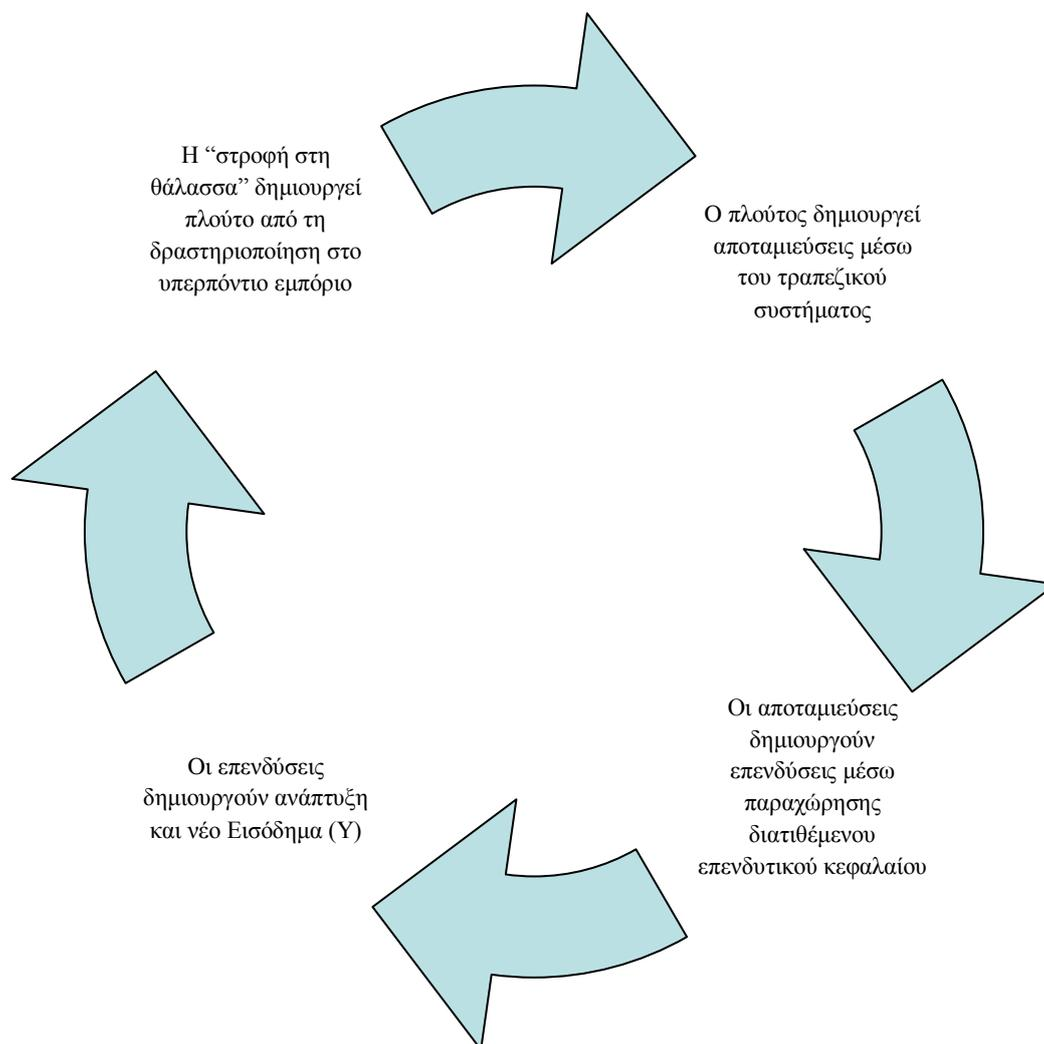 Η “στροφή στη
θάλασσα” δημιουργεί
πλούτο από τη
δραστηριοποίηση στο
υπερπόντιο εμπόριο
Ο πλούτος δημιουργεί
αποταμιεύσεις μέσω
του τραπεζικού
συστήματος
Οι αποταμιεύσεις
δημιουργούν
επενδύσεις μέσω
παραχώρησης
διατιθέμενου
επενδυτικού κεφαλαίου
Οι επενδύσεις
δημιουργούν ανάπτυξη
και νέο Εισόδημα (Υ)